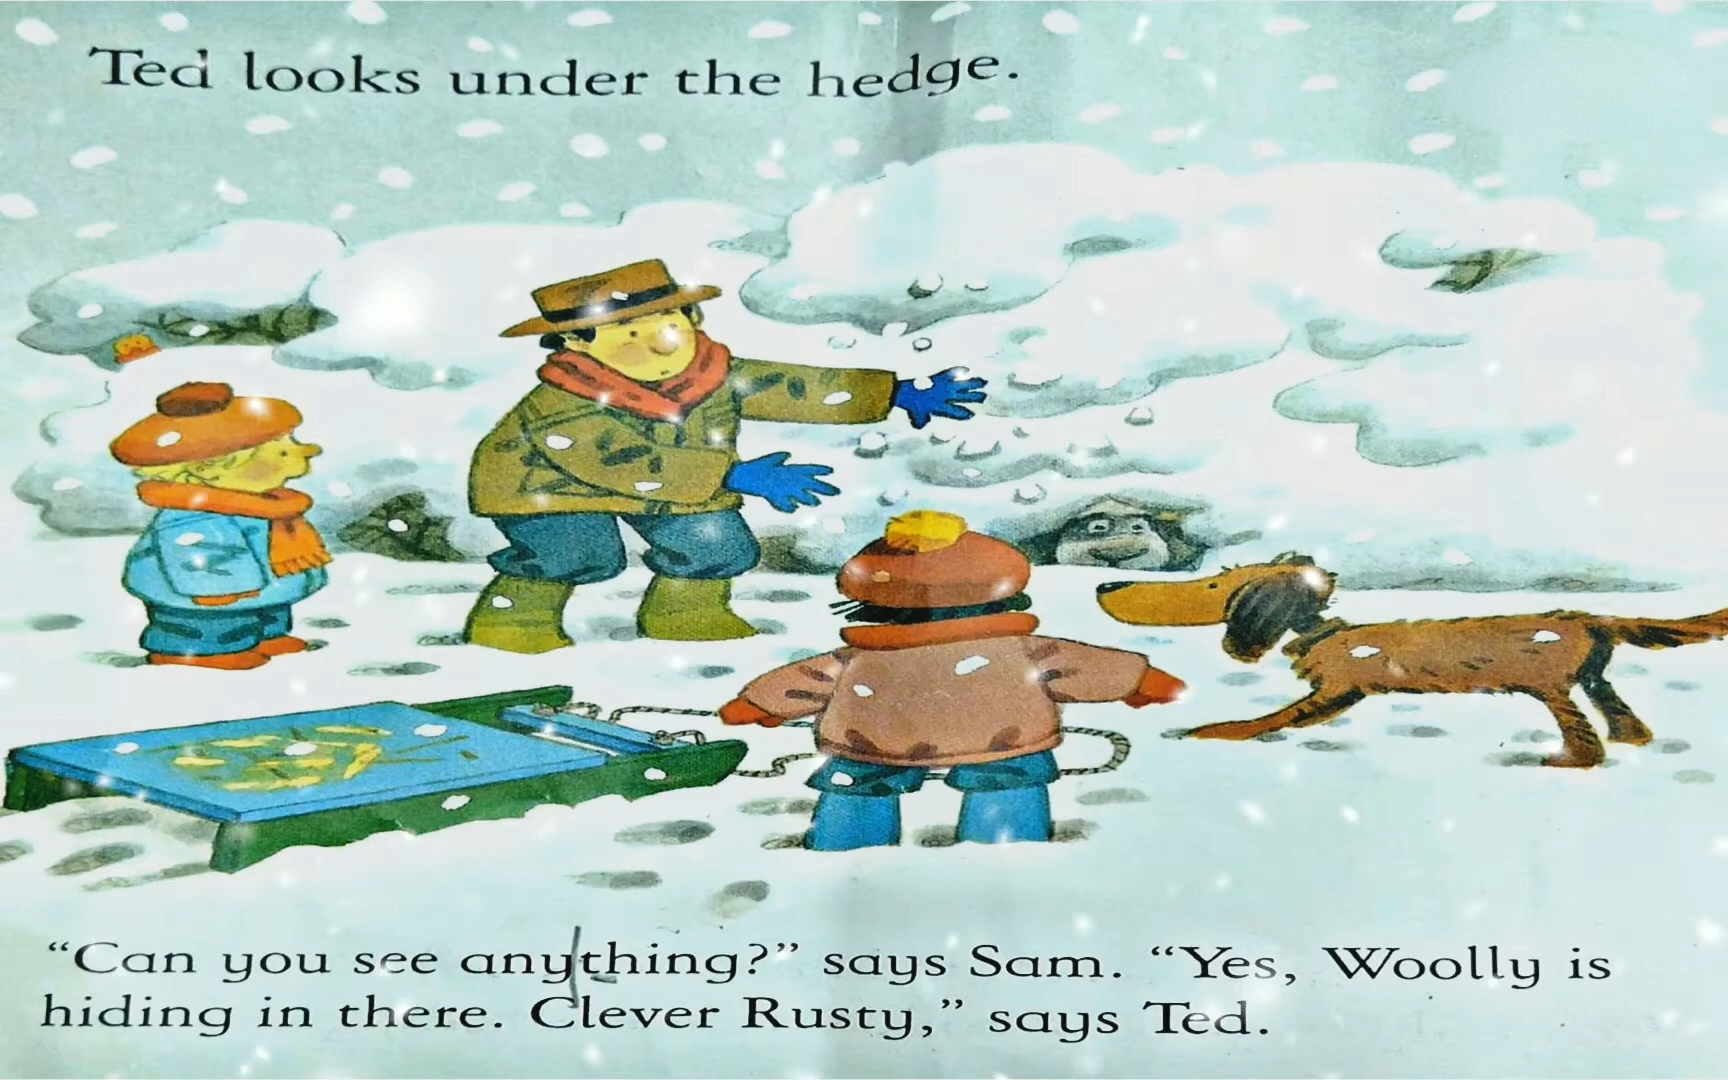 Ted looks under the hedge.
“Can you see anything?” says Sam. “Yes, Woolly is
hiding in there. Clever Rusty,” says Ted.